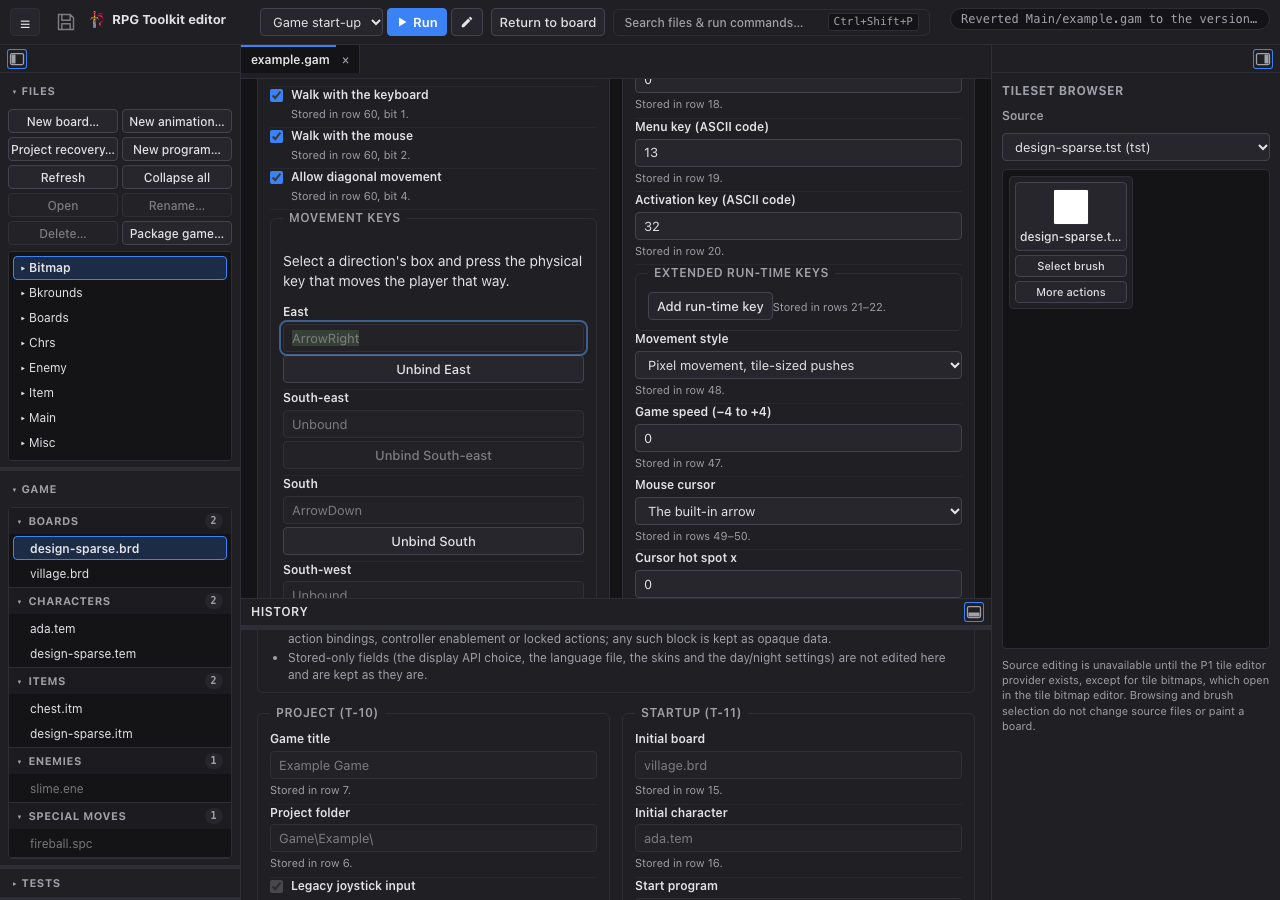 RPG Toolkit editor
Game start-up
Run
Return to board
Search files & run commands...
Ctrl+Shift+P
Reverted Main/example.gam to the version…
FILES
New board...
New animation...
Project recovery...
New program...
Refresh
Collapse all
Open
Rename...
Delete...
Package game...
Bitmap
Bkrounds
Boards
Chrs
Enemy
Item
Main
Misc
GAME
BOARDS
2
design-sparse.brd
village.brd
CHARACTERS
2
ada.tem
design-sparse.tem
ITEMS
2
chest.itm
design-sparse.itm
ENEMIES
1
slime.ene
SPECIAL MOVES
1
fireball.spc
TESTS
example.gam
×
Walk with the keyboard
Stored in row 60, bit 1.
Walk with the mouse
Stored in row 60, bit 2.
Allow diagonal movement
Stored in row 60, bit 4.
MOVEMENT KEYS
Select a direction's box and press the physical
key that moves the player that way.
East
ArrowRight
Unbind East
South-east
Unbound
Unbind South-east
South
ArrowDown
Unbind South
South-west
Unbound
0
Stored in row 18.
Menu key (ASCII code)
13
Stored in row 19.
Activation key (ASCII code)
32
Stored in row 20.
EXTENDED RUN-TIME KEYS
Add run-time key
Stored in rows 21–22.
Movement style
Pixel movement, tile-sized pushes
Stored in row 48.
Game speed (−4 to +4)
0
Stored in row 47.
Mouse cursor
The built-in arrow
Stored in rows 49–50.
Cursor hot spot x
0
HISTORY
action bindings, controller enablement or locked actions; any such block is kept as opaque data.
• Stored-only fields (the display API choice, the language file, the skins and the day/night settings) are not edited here
and are kept as they are.
PROJECT (T-10)
Game title
Example Game
Stored in row 7.
Project folder
Game\Example\
Stored in row 6.
Legacy joystick input
STARTUP (T-11)
Initial board
village.brd
Stored in row 15.
Initial character
ada.tem
Stored in row 16.
Start program
TILESET BROWSER
Source
design-sparse.tst (tst)
design-sparse.t...
Select brush
More actions
Source editing is unavailable until the P1 tile editor
provider exists, except for tile bitmaps, which open
in the tile bitmap editor. Browsing and brush
selection do not change source files or paint a
board.